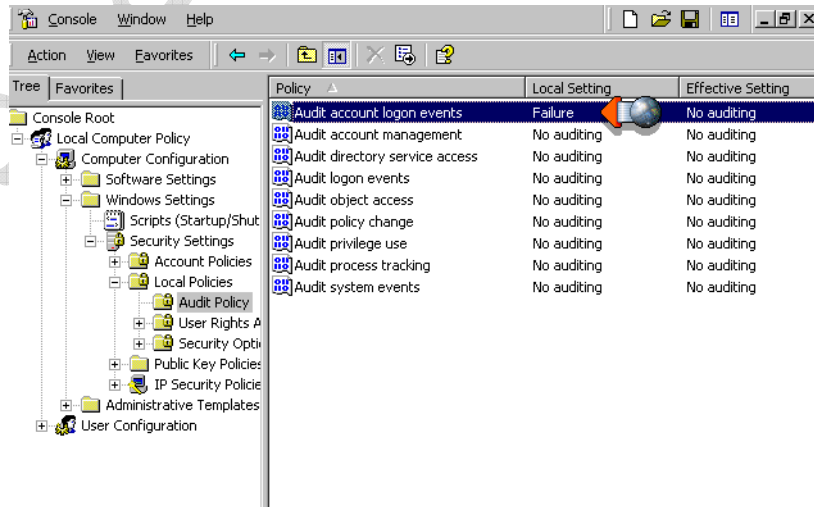 Console Window Help
Action View Favorites
Tree Favorites
Console Root
Local Computer Policy
Computer Configuration
Software Settings
Windows Settings
Scripts (Startup/Shut
Security Settings
Account Policies
Local Policies
Audit Policy
User Rights A
Security Opti
Public Key Policies
IP Security Policie
Administrative Templates
User Configuration
Policy Local Setting Effective Setting
Audit account logon events Failure No auditing
Audit account management No auditing No auditing
Audit directory service access No auditing No auditing
Audit logon events No auditing No auditing
Audit object access No auditing No auditing
Audit policy change No auditing No auditing
Audit privilege use No auditing No auditing
Audit process tracking No auditing No auditing
Audit system events No auditing No auditing